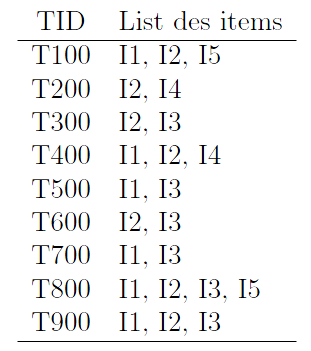 TID List des items
T100 I1, I2, I5
T200 I2, I4
T300 I2, I3
T400 I1, I2, I4
T500 I1, I3
T600 I2, I3
T700 I1, I3
T800 I1, I2, I3, I5
T900 I1, I2, I3